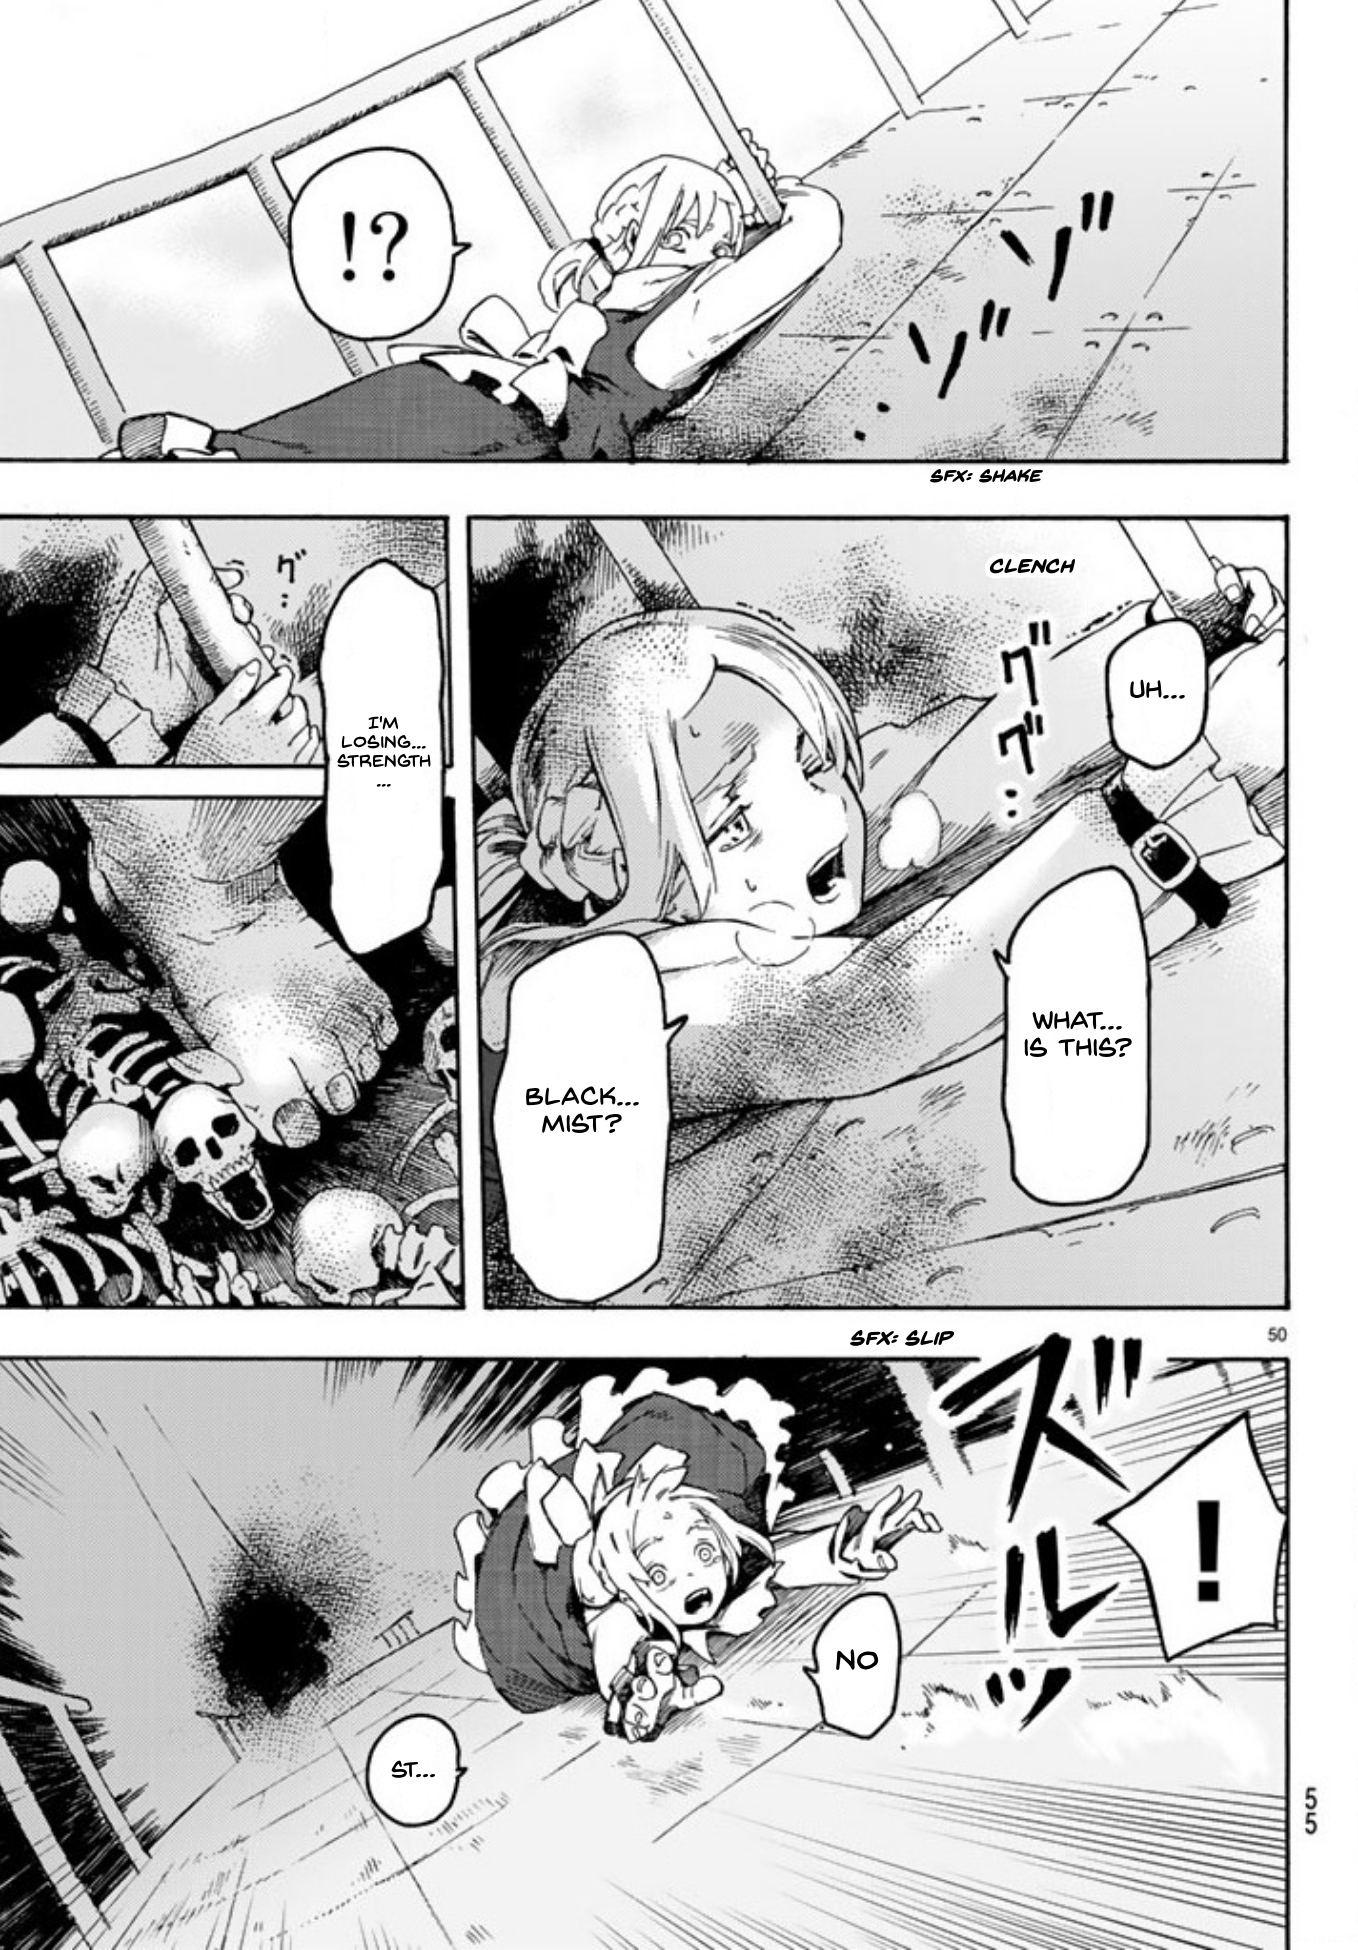 !?
ゾ
ゾ
SFX: SHAKE
CLENCH
グ
グ
UH...
WHAT...
IS THIS?
BLACK...
MIST?
グ
I'M
LOSING...
STRENGTH
...
50
SFX: SLIP
ズルッ
!
NO
ST...
55